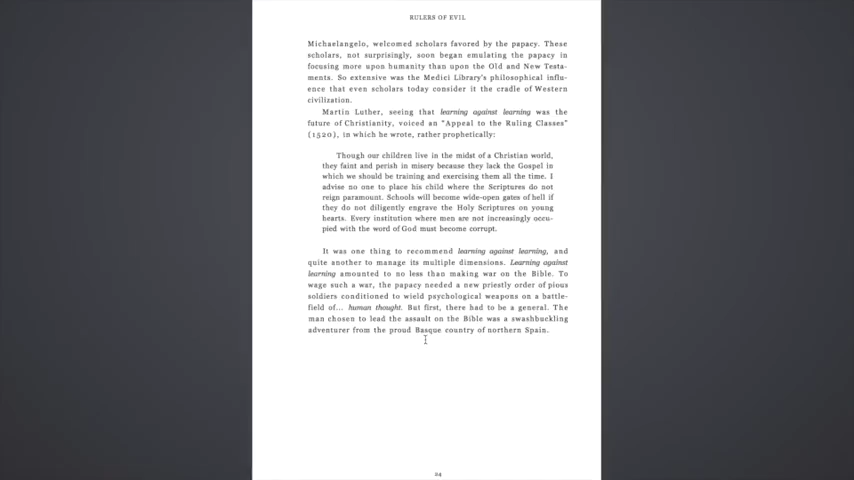 RULERS OF EVIL
Michaelangelo, welcomed scholars favored by the papacy. These
scholars, not surprisingly, soon began emulating the papacy in
focusing more upon humanity than upon the Old and New Testa-
ments. So extensive was the Medici Library's philosophical influ-
ence that even scholars today consider it the cradle of Western
civilization.
Martin Luther, seeing that learning against learning was the
future of Christianity, voiced an "Appeal to the Ruling Classes"
(1520), in which he wrote, rather prophetically:
Though our children live in the midst of a Christian world,
they faint and perish in misery because they lack the Gospel in
which we should be training and exercising them all the time. I
advise no one to place his child where the Scriptures do not
reign paramount. Schools will become wide-open gates of hell if
they do not diligently engrave the Holy Scriptures on young
hearts. Every institution where men are not increasingly occu-
pied with the word of God must become corrupt.
It was one thing to recommend learning against learning, and
quite another to manage its multiple dimensions. Learning against
learning amounted to no less than making war on the Bible. To
wage such a war, the papacy needed a new priestly order of pious
soldiers conditioned to wield psychological weapons on a battle-
field of... human thought. But first, there had to be a general. The
man chosen to lead the assault on the Bible was a swashbuckling
adventurer from the proud Basque country of northern Spain.
24